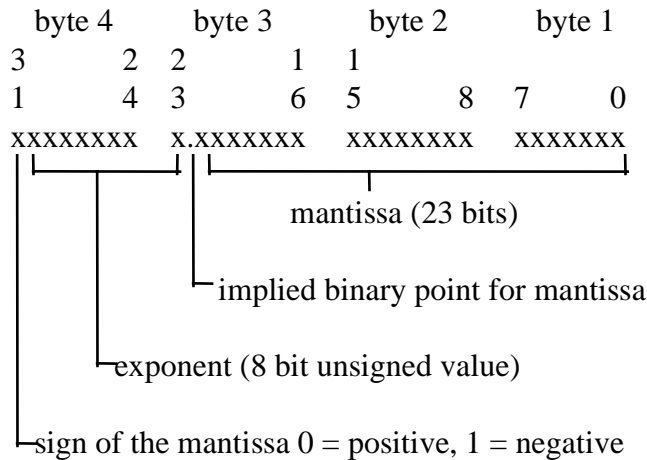 byte 4 byte 3 byte 2 byte 1
3 2 2 1 1
1 4 3 6 5 8 7 0
xxxxxxxx x.xxxxxxx xxxxxxxx xxxxxxx
mantissa (23 bits)
implied binary point for mantissa
exponent (8 bit unsigned value)
sign of the mantissa 0 = positive, 1 = negative